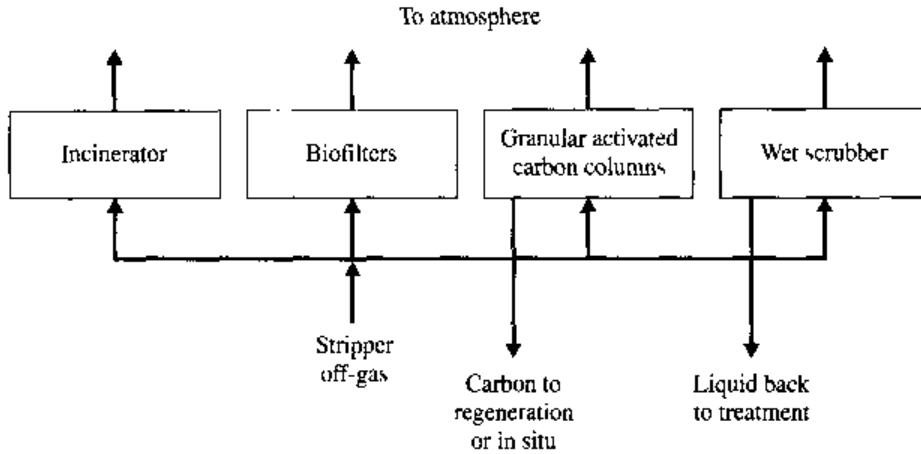 To atmosphere
Incinerator
Biofilters
Granular activated
carbon columns
Wet scrubber
Stripper
off-gas
Carbon to
regeneration
or in situ
Liquid back
to treatment